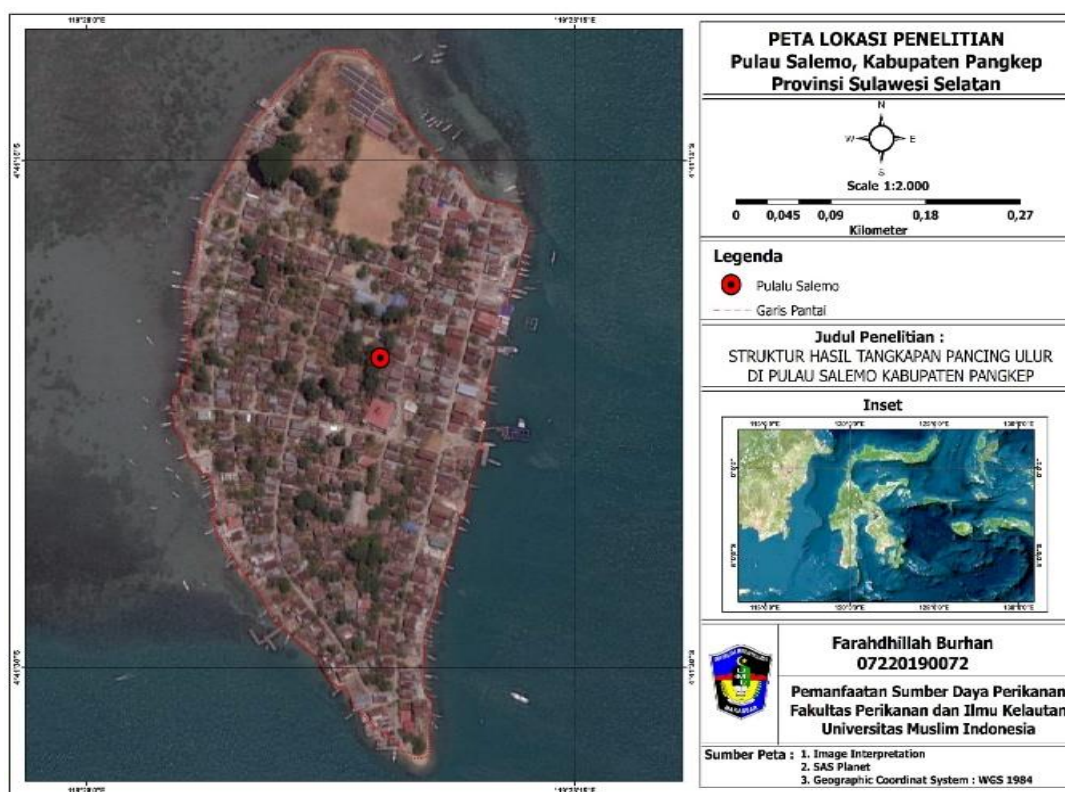 PETA LOKASI PENELITIAN
Pulau Salemo, Kabupaten Pangkep
Provinsi Sulawesi Selatan
N
W E
S
Scale 1:2.000
0 0,045 0,09 0,18 0,27
Kilometer
Legenda
Pulalu Salemo
Garis Pantai
Judul Penelitian :
STRUKTUR HASIL TANGKAPAN PANCING ULUR
DI PULAU SALEMO KABUPATEN PANGKEP
Inset
Farahdhillah Burhan
07220190072
Pemanfaatan Sumber Daya Perikanan
Fakultas Perikanan dan Ilmu Kelautan
Universitas Muslim Indonesia
Sumber Peta : 1. Image Interpretation
2. SAS Planet
3. Geographic Coordinat System : WGS 1984